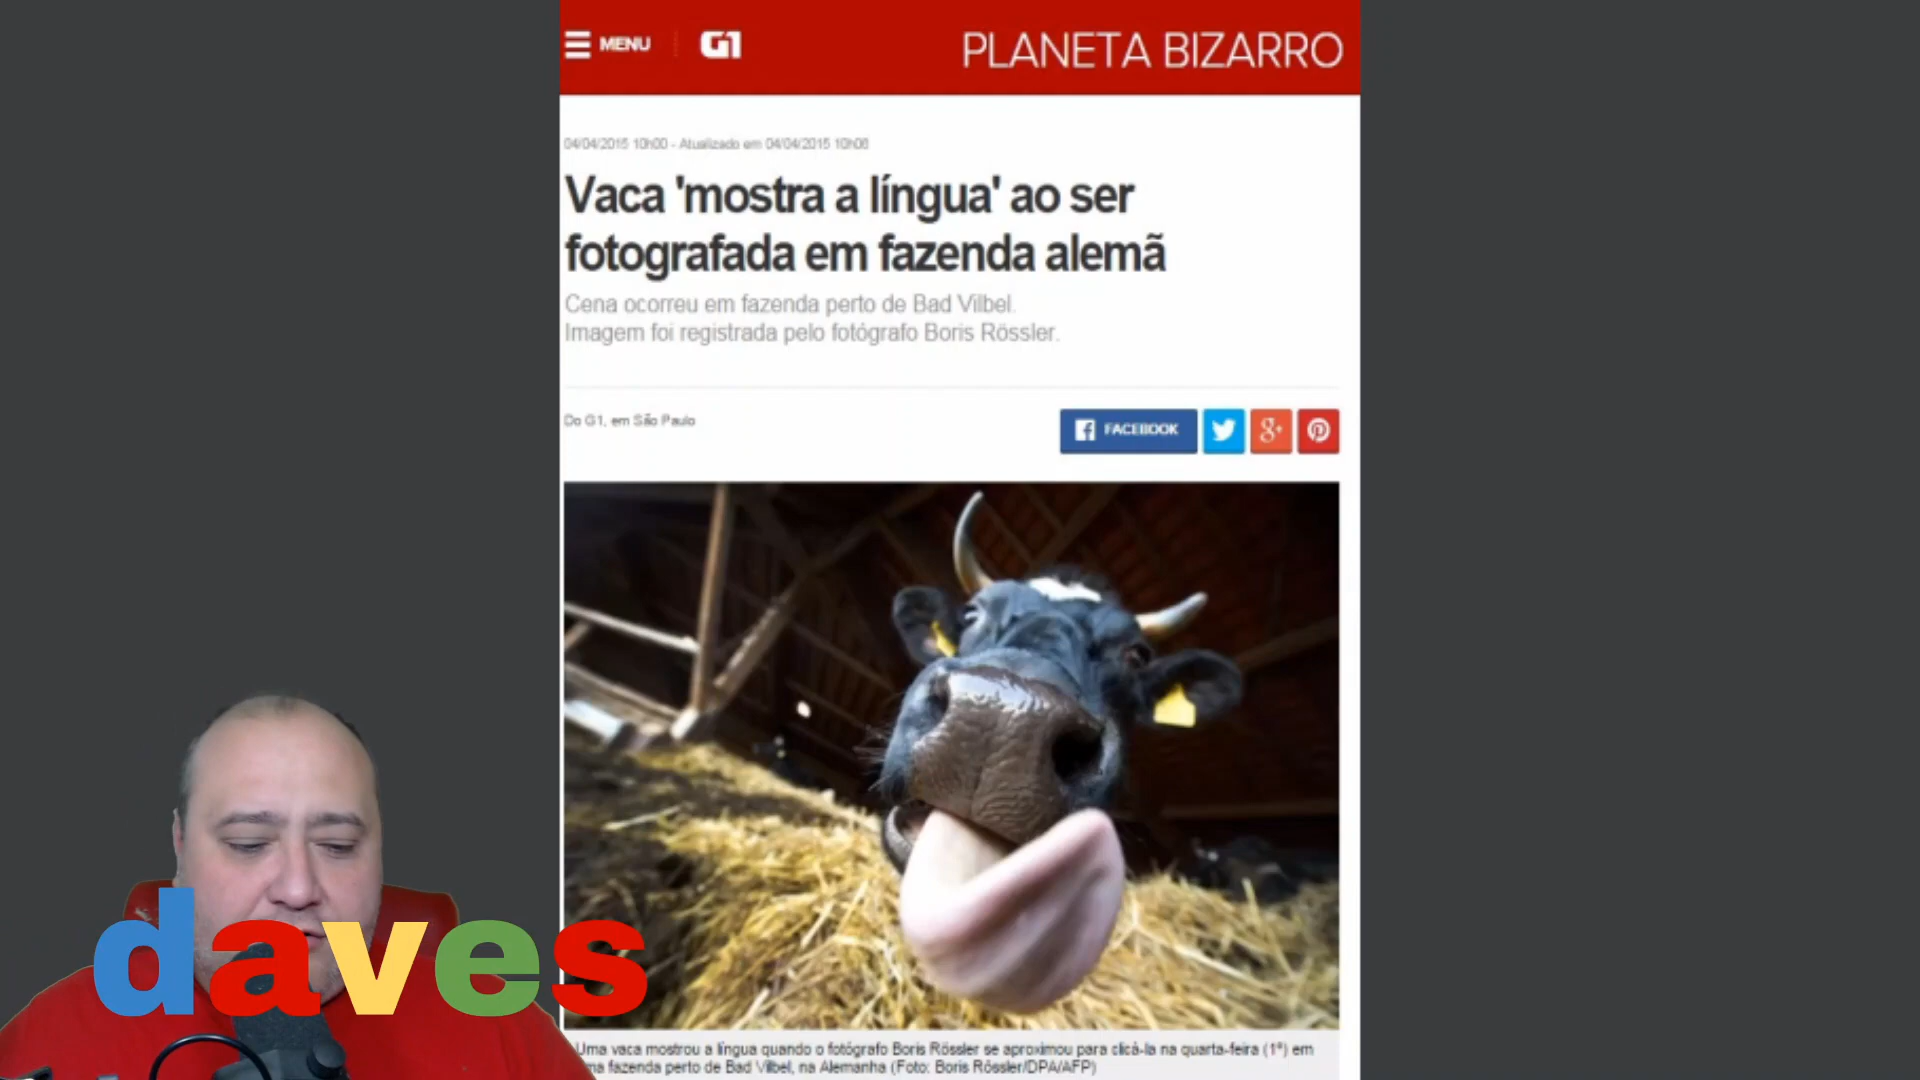 MENU
G1
PLANETA BIZARRO
04/04/2015 10h00 - Atualizado em 04/04/2015 10h06
Vaca 'mostra a língua' ao ser
fotografada em fazenda alemã
Cena ocorreu em fazenda perto de Bad Vilbel.
Imagem foi registrada pelo fotógrafo Boris Rössler.
Do G1, em São Paulo
FACEBOOK
g+
daves
Uma vaca mostrou a língua quando o fotógrafo Boris Rössler se aproximou para clicá-la na quarta-feira (1º) em
ma fazenda perto de Bad Vilbel, na Alemanha (Foto: Boris Rössler/DPA/AFP)